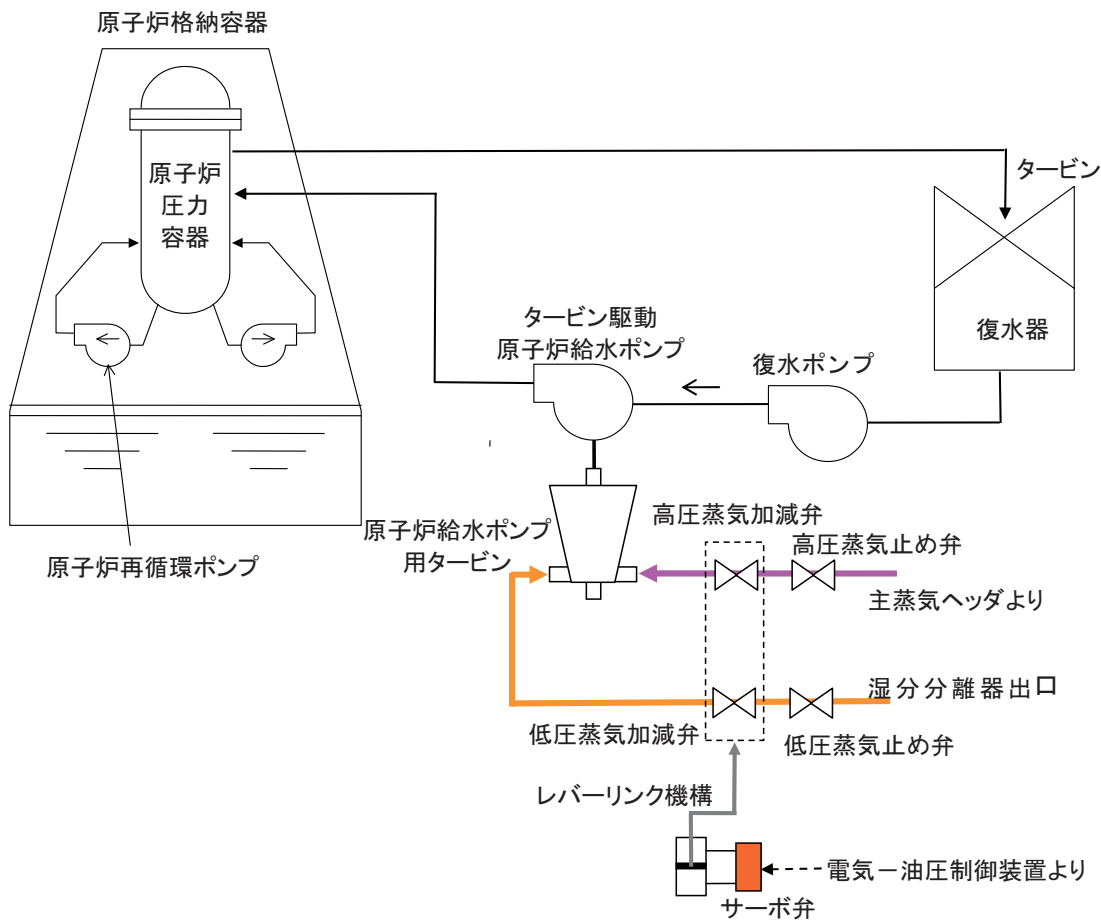 原子炉格納容器
原子炉
圧力
容器
タービン
復水器
タービン駆動
原子炉給水ポンプ
復水ポンプ
原子炉給水ポンプ
用タービン
高圧蒸気加減弁
高圧蒸気止め弁
主蒸気ヘッダより
原子炉再循環ポンプ
湿分分離器出口
低圧蒸気加減弁
低圧蒸気止め弁
レバーリンク機構
電気－油圧制御装置より
サーボ弁